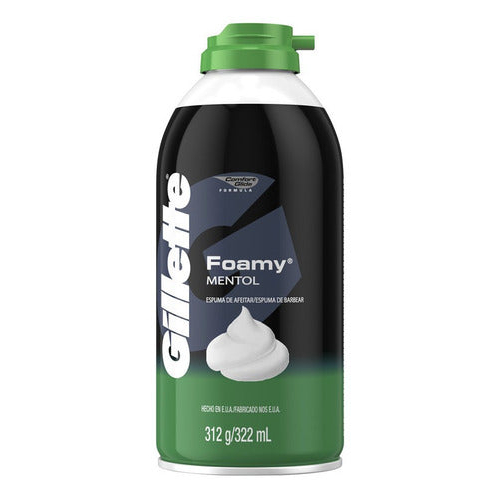 Comfort
Glide
FORMULA
Gillette
Foamy®
MENTOL
ESPUMA DE AFEITAR/ESPUMA DE BARBEAR
HECHO EN E.U.A./FABRICADO NOS E.U.A.
312 g/322 mL